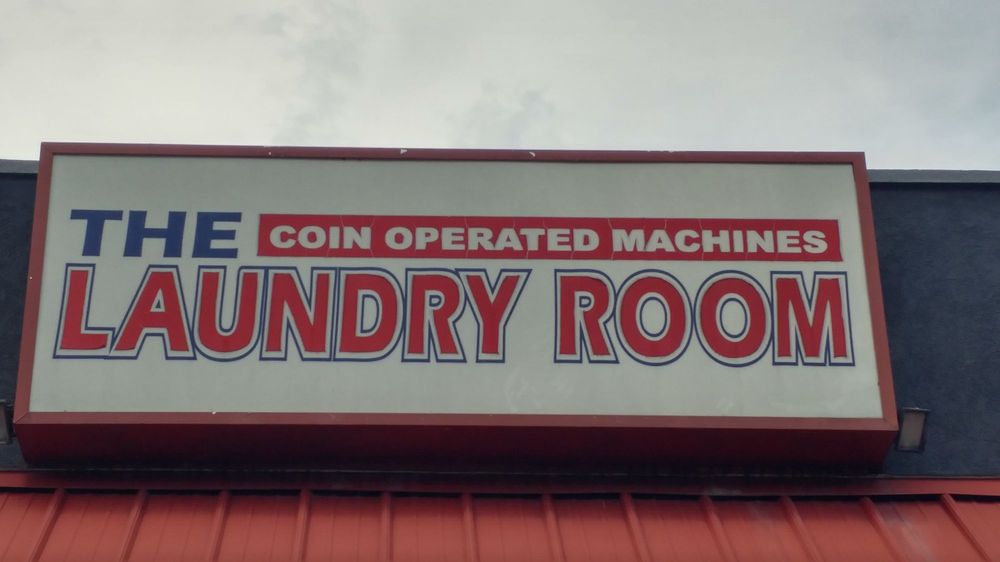 THE COIN OPERATED MACHINES
LAUNDRY ROOM